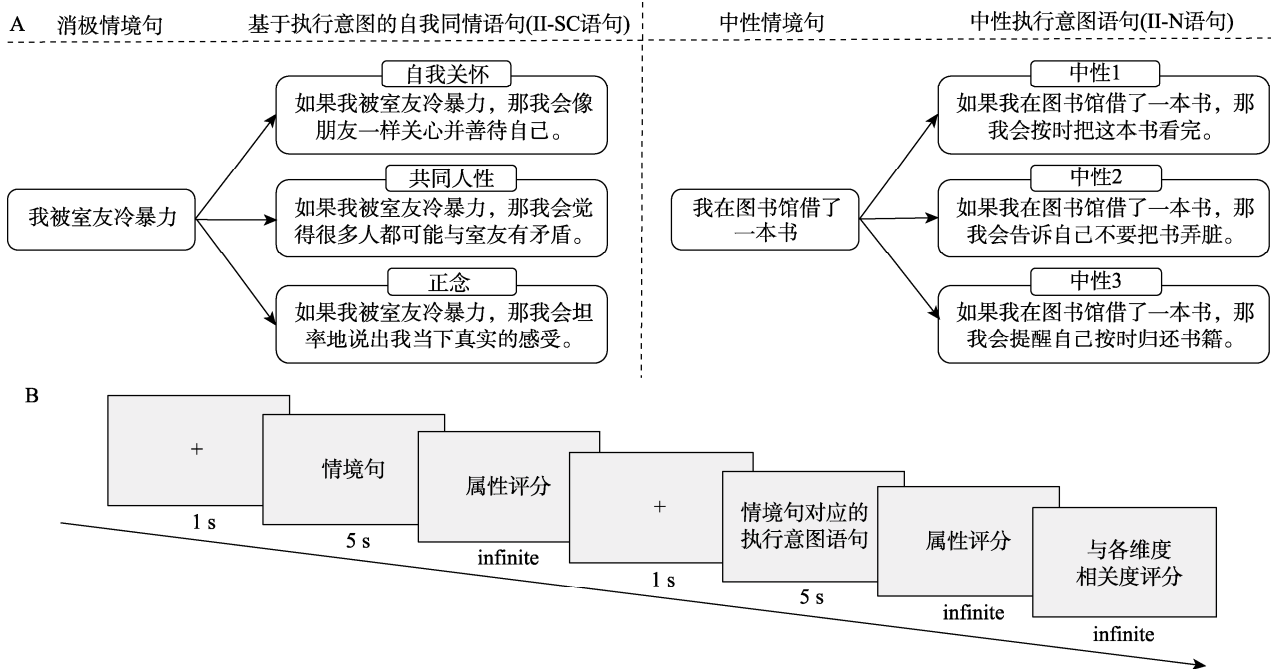 A
消极情境句
基于执行意图的自我同情语句(II-SC语句)
中性情境句
中性执行意图语句(II-N语句)
我被室友冷暴力
自我关怀
如果我被室友冷暴力，那我会像
朋友一样关心并善待自己。
共同人性
如果我被室友冷暴力，那我会觉
得很多人都可能与室友有矛盾。
正念
如果我被室友冷暴力，那我会坦
率地说出我当下真实的感受。
我在图书馆借了
一本书
中性1
如果我在图书馆借了一本书，那
我会按时把这本书看完。
中性2
如果我在图书馆借了一本书，那
我会告诉自己不要把书弄脏。
中性3
如果我在图书馆借了一本书，那
我会提醒自己按时归还书籍。
B
+
1 s
情境句
5 s
属性评分
infinite
+
1 s
情境句对应的
执行意图语句
5 s
属性评分
infinite
与各维度
相关度评分
infinite